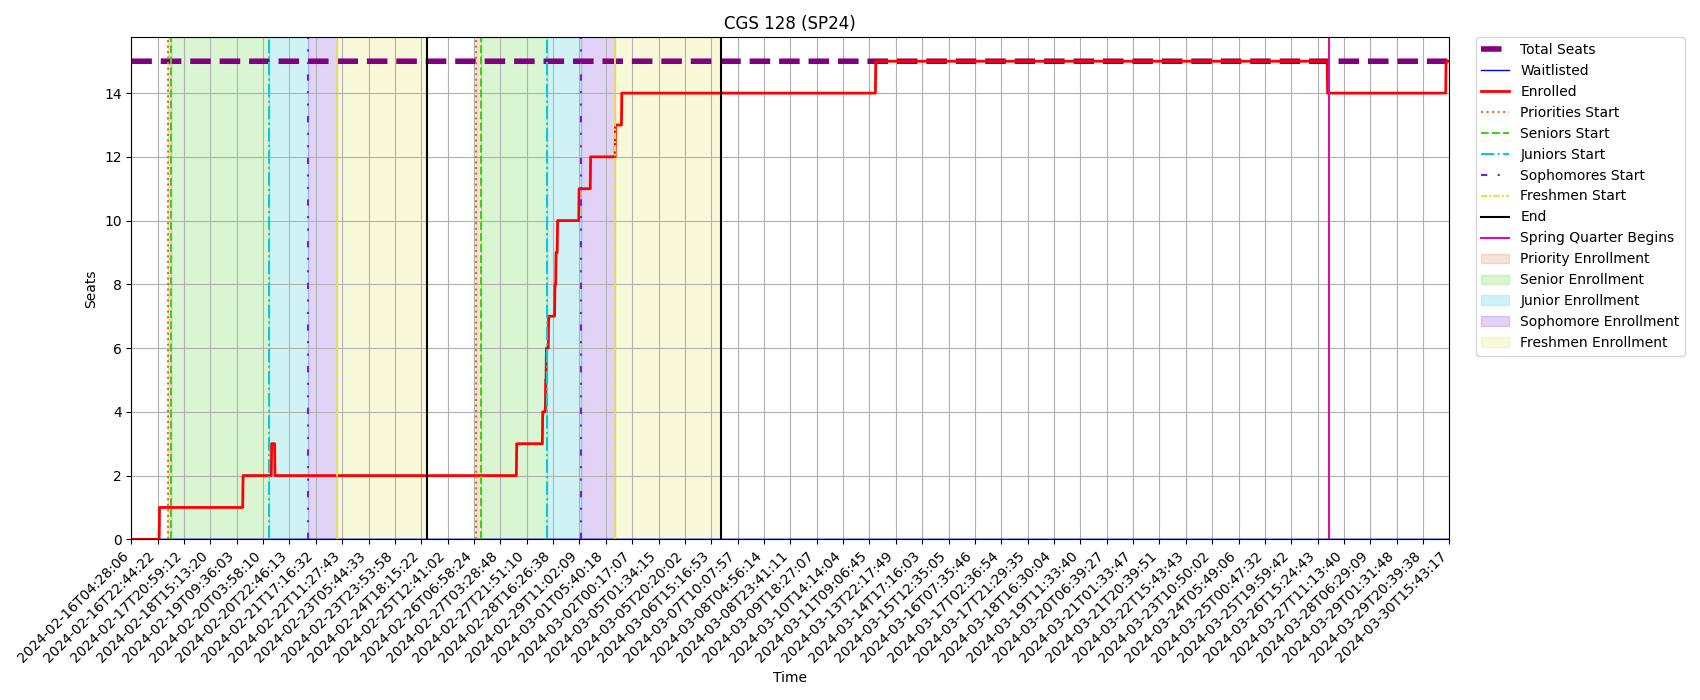 CGS 128 (SP24)
Seats
14
12
10
8
6
4
2
0
2024-02-16T04:28:06
2024-02-16T22:44:22
2024-02-17T20:59:12
2024-02-18T15:13:20
2024-02-19T09:36:03
2024-02-20T03:58:10
2024-02-20T22:46:13
2024-02-21T17:16:32
2024-02-22T11:27:43
2024-02-23T05:44:33
2024-02-23T23:53:58
2024-02-24T18:15:22
2024-02-25T12:41:02
2024-02-26T06:58:24
2024-02-27T03:28:48
2024-02-27T21:51:10
2024-02-28T16:26:38
2024-02-29T11:02:09
2024-03-01T05:40:18
2024-03-02T00:17:07
2024-03-05T01:34:15
2024-03-05T20:20:02
2024-03-06T15:16:53
2024-03-07T10:07:57
2024-03-08T04:56:14
2024-03-08T23:41:11
2024-03-09T18:27:07
2024-03-10T14:14:04
2024-03-11T09:06:45
2024-03-13T22:17:49
2024-03-14T17:16:03
2024-03-15T12:35:05
2024-03-16T07:35:46
2024-03-17T02:36:54
2024-03-17T21:29:35
2024-03-18T16:30:04
2024-03-19T11:33:40
2024-03-20T06:39:27
2024-03-21T01:33:47
2024-03-21T20:39:51
2024-03-22T15:43:43
2024-03-23T10:50:02
2024-03-24T05:49:06
2024-03-25T00:47:32
2024-03-25T19:59:42
2024-03-26T15:24:43
2024-03-27T11:13:40
2024-03-28T06:29:09
2024-03-29T01:31:48
2024-03-29T20:39:38
2024-03-30T15:43:17
Time
Total Seats
Waitlisted
Enrolled
Priorities Start
Seniors Start
Juniors Start
Sophomores Start
Freshmen Start
End
Spring Quarter Begins
Priority Enrollment
Senior Enrollment
Junior Enrollment
Sophomore Enrollment
Freshmen Enrollment